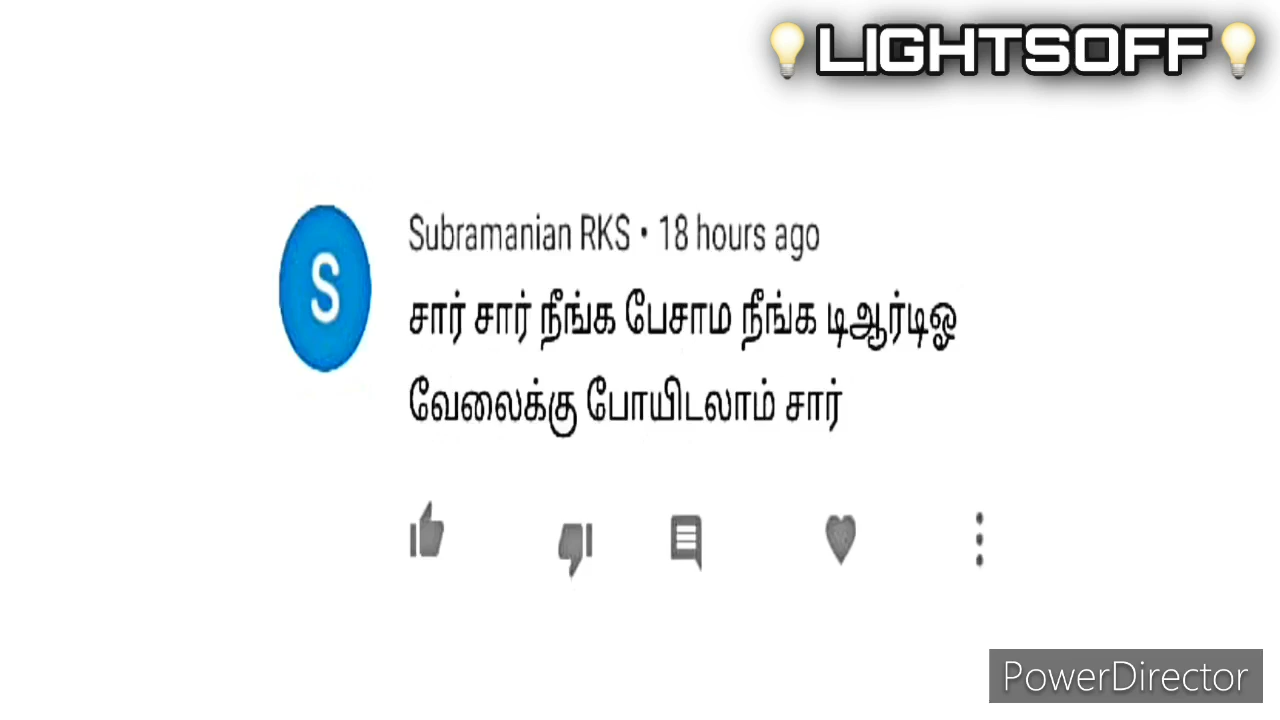 💡LIGHTSOFF💡
S
Subramanian RKS • 18 hours ago
சார் சார் நீங்க பேசாம நீங்க டிஆர்டிஓ
வேலைக்கு போயிடலாம் சார்
PowerDirector